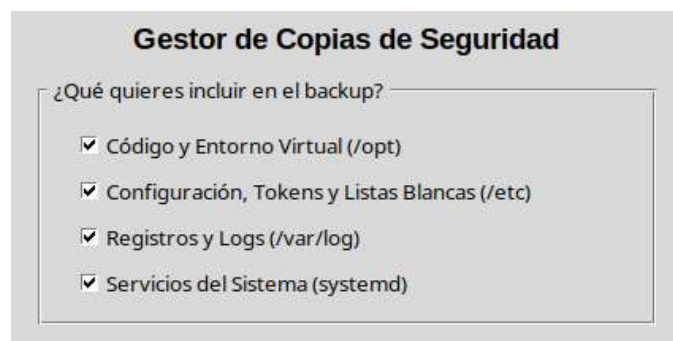 Gestor de Copias de Seguridad
¿Qué quieres incluir en el backup?
Código y Entorno Virtual (/opt)
Configuración, Tokens y Listas Blancas (/etc)
Registros y Logs (/var/log)
Servicios del Sistema (systemd)